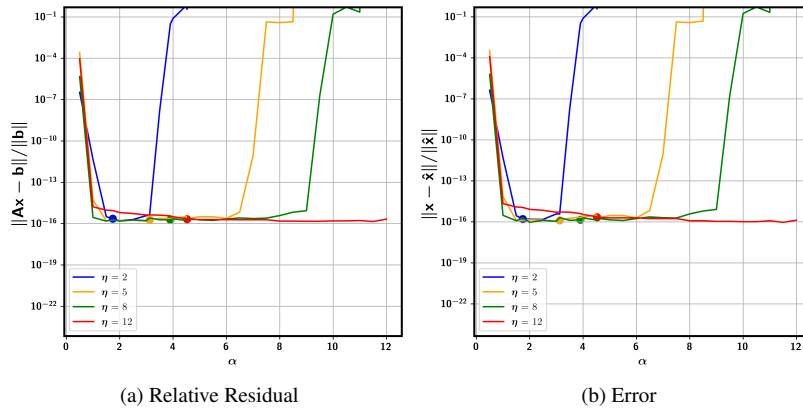 10⁻¹
10⁻⁴
10⁻⁷
10⁻¹⁰
10⁻¹³
10⁻¹⁶
10⁻¹⁹
10⁻²²
||Ax − b||/||b||
η = 2
η = 5
η = 8
η = 12
0 2 4 6 8 10 12
α
(a) Relative Residual
10⁻¹
10⁻⁴
10⁻⁷
10⁻¹⁰
10⁻¹³
10⁻¹⁶
10⁻¹⁹
10⁻²²
||x − x̂||/||x̂||
η = 2
η = 5
η = 8
η = 12
0 2 4 6 8 10 12
α
(b) Error